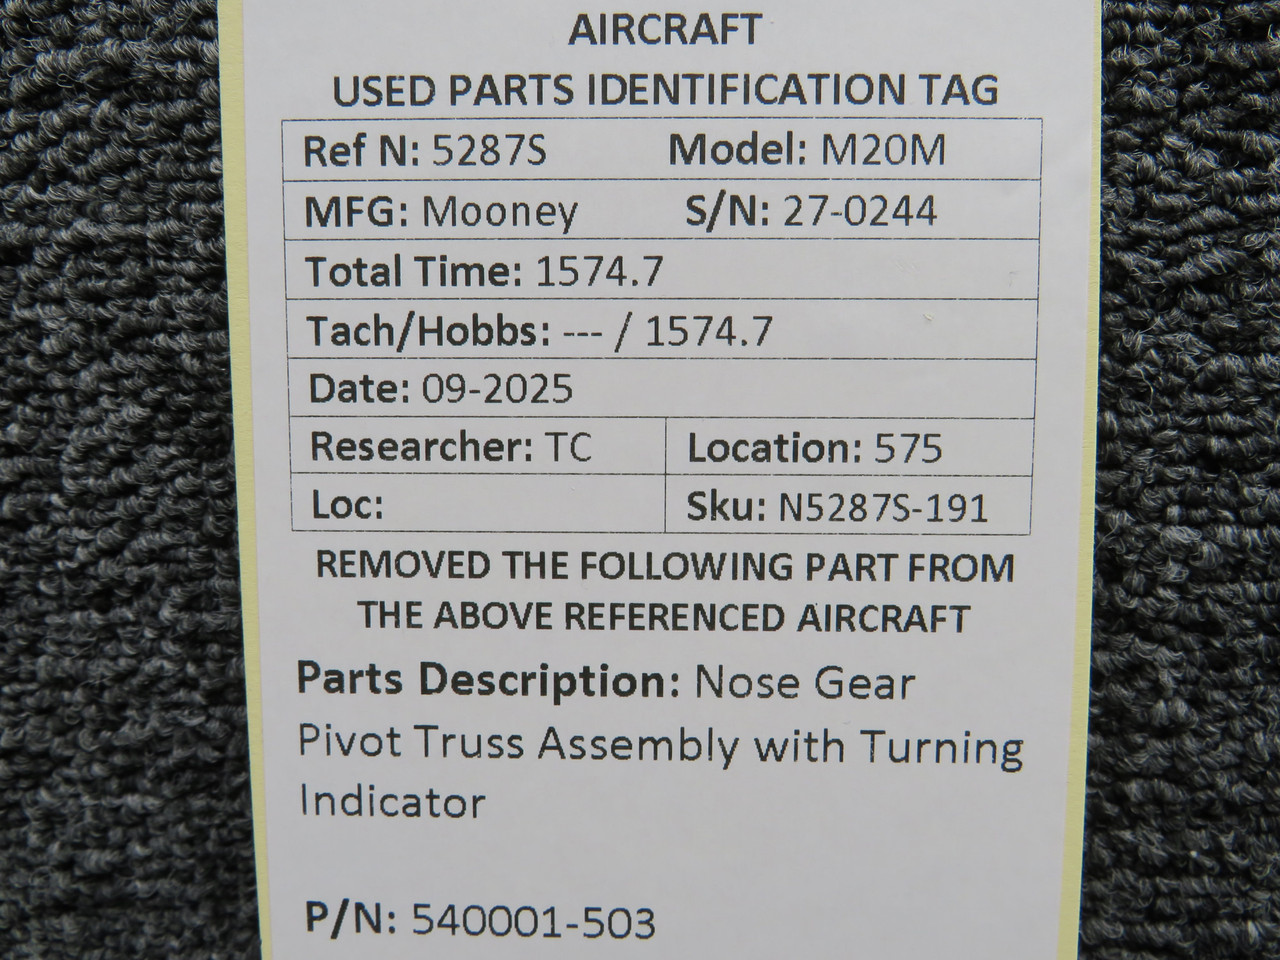 AIRCRAFT
USED PARTS IDENTIFICATION TAG
Ref N: 5287S Model: M20M
MFG: Mooney S/N: 27-0244
Total Time: 1574.7
Tach/Hobbs: --- / 1574.7
Date: 09-2025
Researcher: TC Location: 575
Loc: Sku: N5287S-191
REMOVED THE FOLLOWING PART FROM
THE ABOVE REFERENCED AIRCRAFT
Parts Description: Nose Gear
Pivot Truss Assembly with Turning
Indicator
P/N: 540001-503